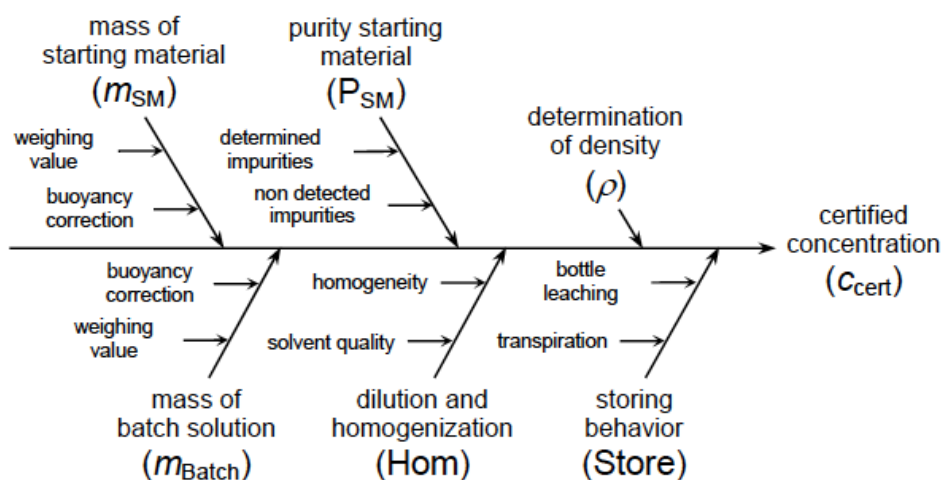 mass of
starting material
(mSM)
purity starting
material
(PSM)
weighing
value
buoyancy
correction
determined
impurities
non detected
impurities
determination
of density
(ρ)
certified
concentration
(ccert)
buoyancy
correction
weighing
value
homogeneity
solvent quality
bottle
leaching
transpiration
mass of
batch solution
(mBatch)
dilution and
homogenization
(Hom)
storing
behavior
(Store)